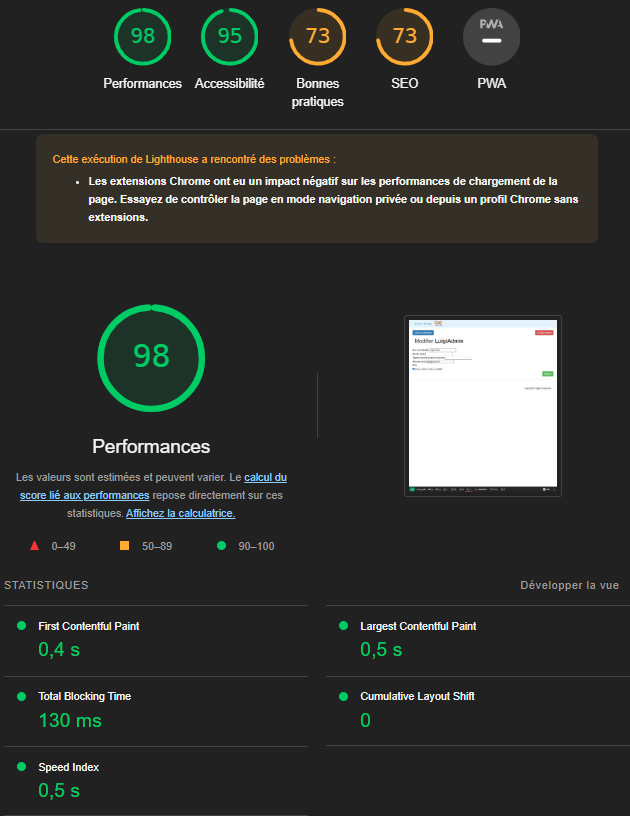 98
95
73
73
PWA
Performances
Accessibilité
Bonnes
pratiques
SEO
PWA
Cette exécution de Lighthouse a rencontré des problèmes :
• Les extensions Chrome ont eu un impact négatif sur les performances de chargement de la
page. Essayez de contrôler la page en mode navigation privée ou depuis un profil Chrome sans
extensions.
98
Modifier LuigiAdmin
Performances
Les valeurs sont estimées et peuvent varier. Le calcul du
score lié aux performances repose directement sur ces
statistiques. Affichez la calculatrice.
0–49
50–89
90–100
STATISTIQUES
Développer la vue
First Contentful Paint
0,4 s
Largest Contentful Paint
0,5 s
Total Blocking Time
130 ms
Cumulative Layout Shift
0
Speed Index
0,5 s